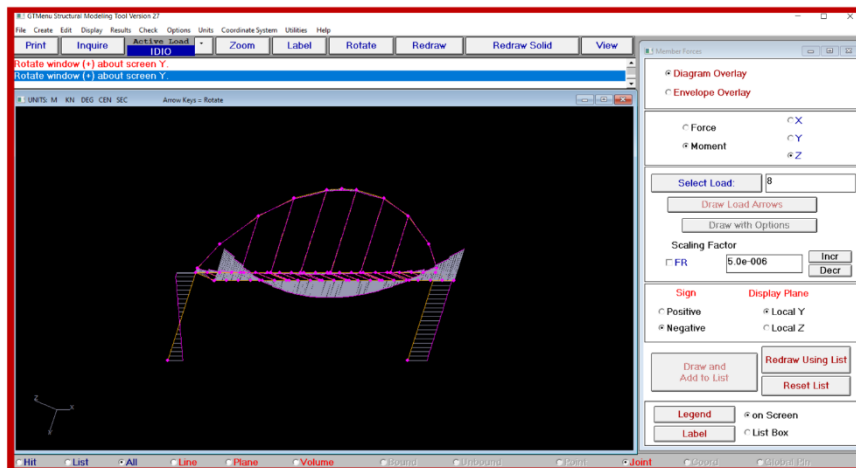 GTMenu Structural Modeling Tool Version 27
File Create Edit Display Results Check Options Units Coordinate System Utilities Help
Print Inquire Active Load IDIO Zoom Label Rotate Redraw Redraw Solid View
Rotate window (+) about screen Y.
Rotate window (+) about screen Y.
UNITS: M KN DEG CEN SEC Arrow Keys = Rotate
Z X Y
Hit List All Line Plane Volume Bound Unbound Point Joint Coord Global Pin
Member Forces
Diagram Overlay
Envelope Overlay
Force
Moment
X
Y
Z
Select Load: 8
Draw Load Arrows
Draw with Options
Scaling Factor
FR 5.0e-006 Incr
Decr
Sign Display Plane
Positive Local Y
Negative Local Z
Draw and Add to List
Redraw Using List
Reset List
Legend on Screen
Label List Box